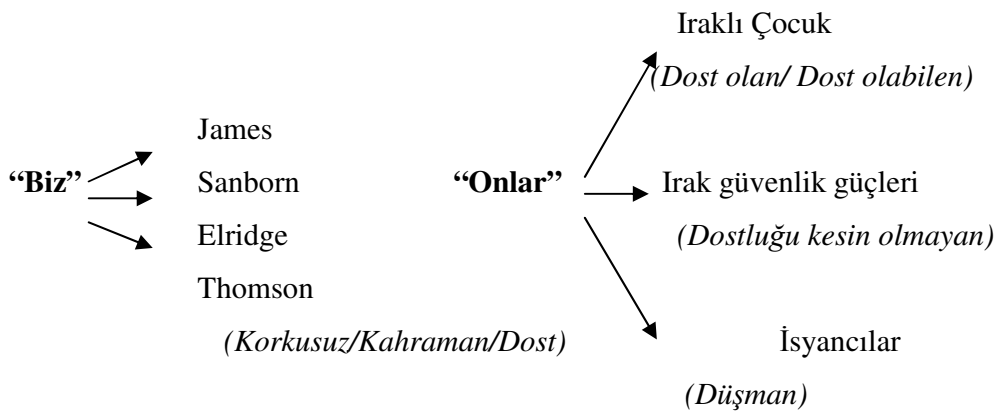 Iraklı Çocuk
(Dost olan/ Dost olabilen)
James
“Biz” Sanborn “Onlar” Irak güvenlik güçleri
Elridge (Dostluğu kesin olmayan)
Thomson
(Korkusuz/Kahraman/Dost) İsyancılar
(Düşman)